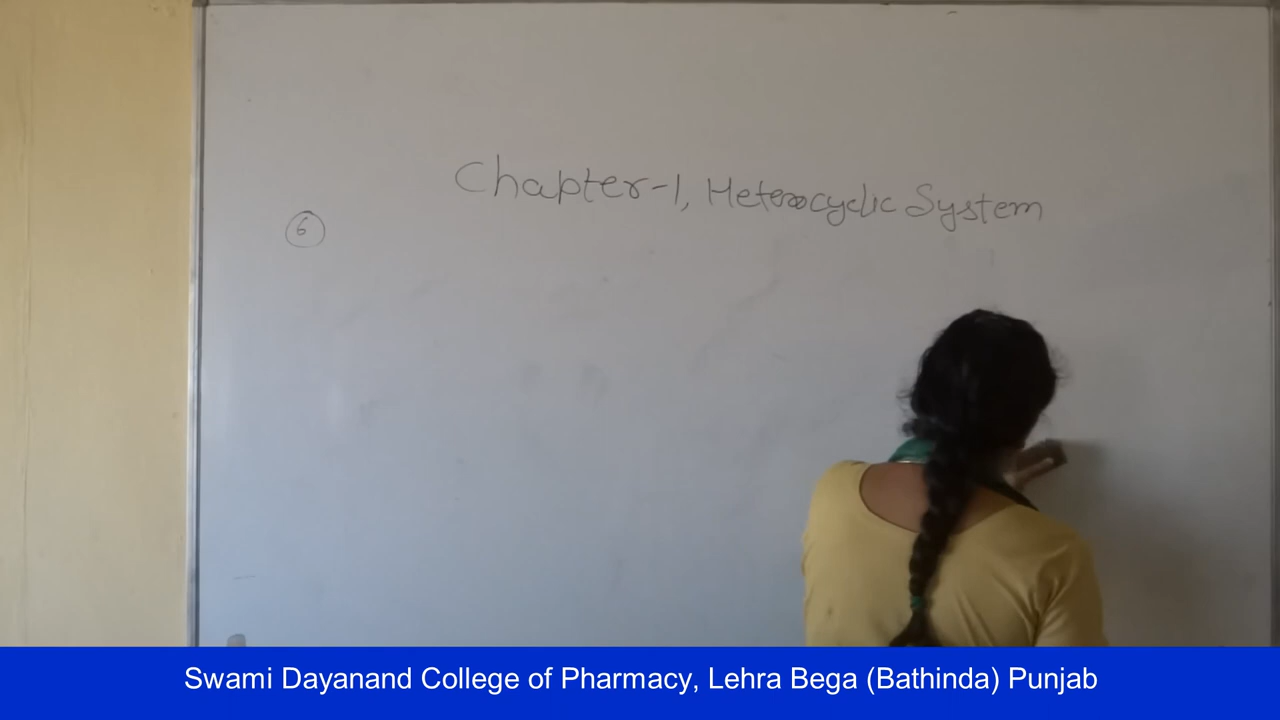 Chapter-1, Heterocyclic System
6
Swami Dayanand College of Pharmacy, Lehra Bega (Bathinda) Punjab